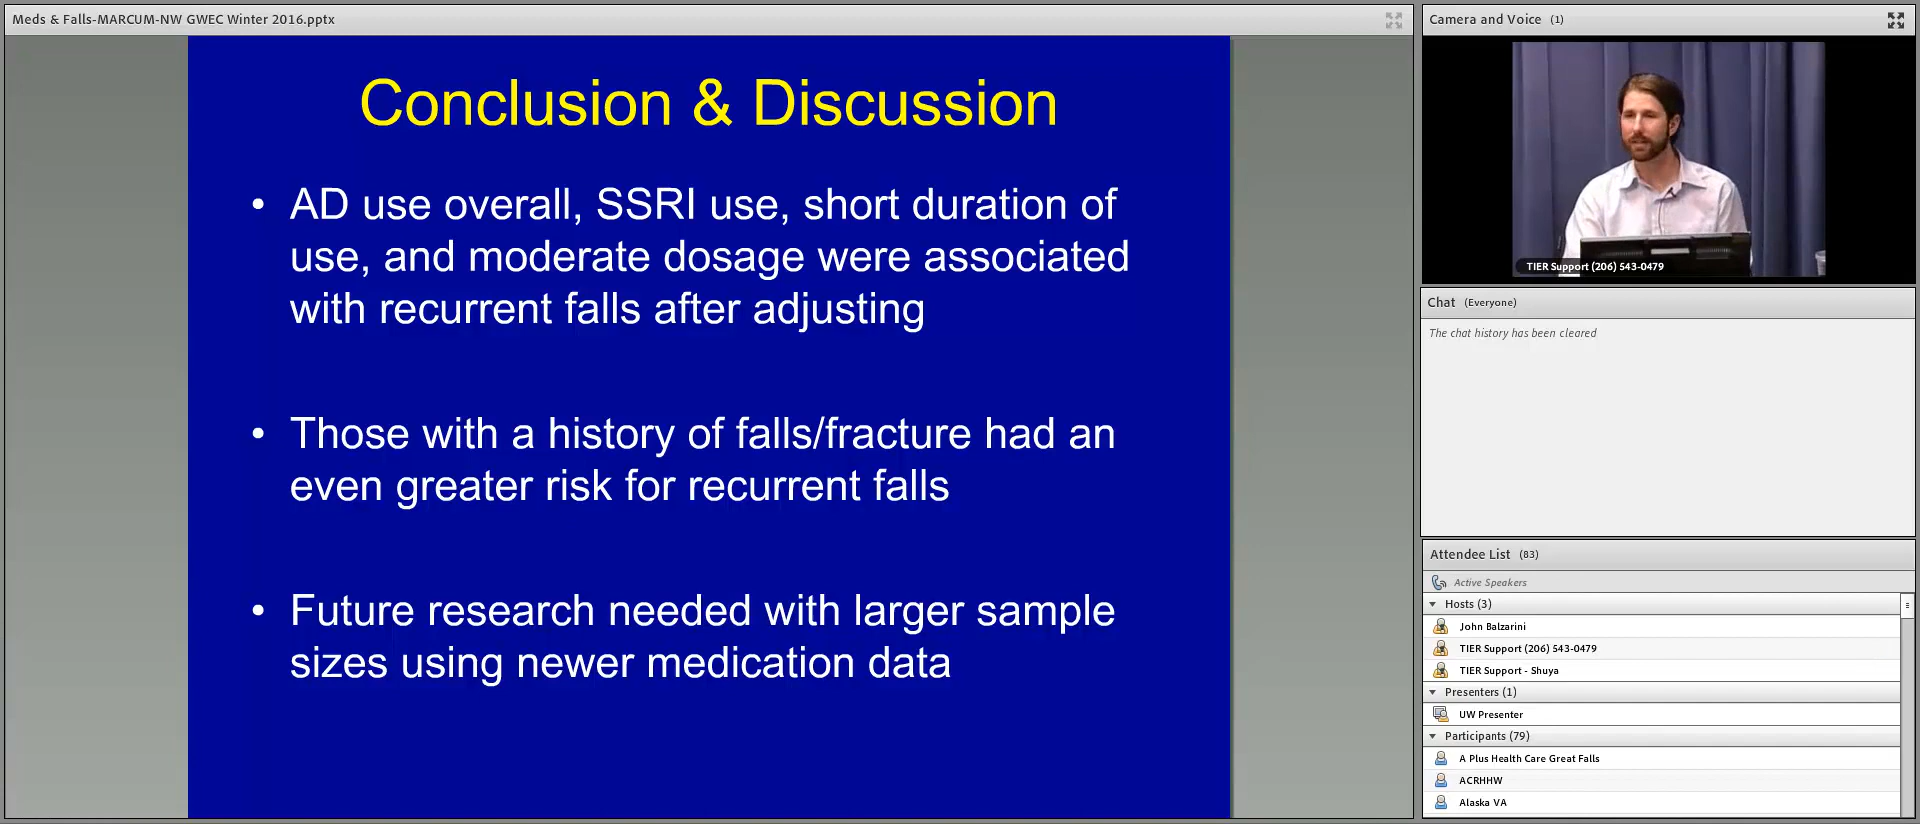 Meds & Falls-MARCUM-NW GWEC Winter 2016.pptx
Conclusion & Discussion
• AD use overall, SSRI use, short duration of
use, and moderate dosage were associated
with recurrent falls after adjusting
• Those with a history of falls/fracture had an
even greater risk for recurrent falls
• Future research needed with larger sample
sizes using newer medication data
Camera and Voice (1)
TIER Support (206) 543-0479
Chat (Everyone)
The chat history has been cleared
Attendee List (83)
Active Speakers
Hosts (3)
John Balzarini
TIER Support (206) 543-0479
TIER Support - Shuya
Presenters (1)
UW Presenter
Participants (79)
A Plus Health Care Great Falls
ACRHHW
Alaska VA